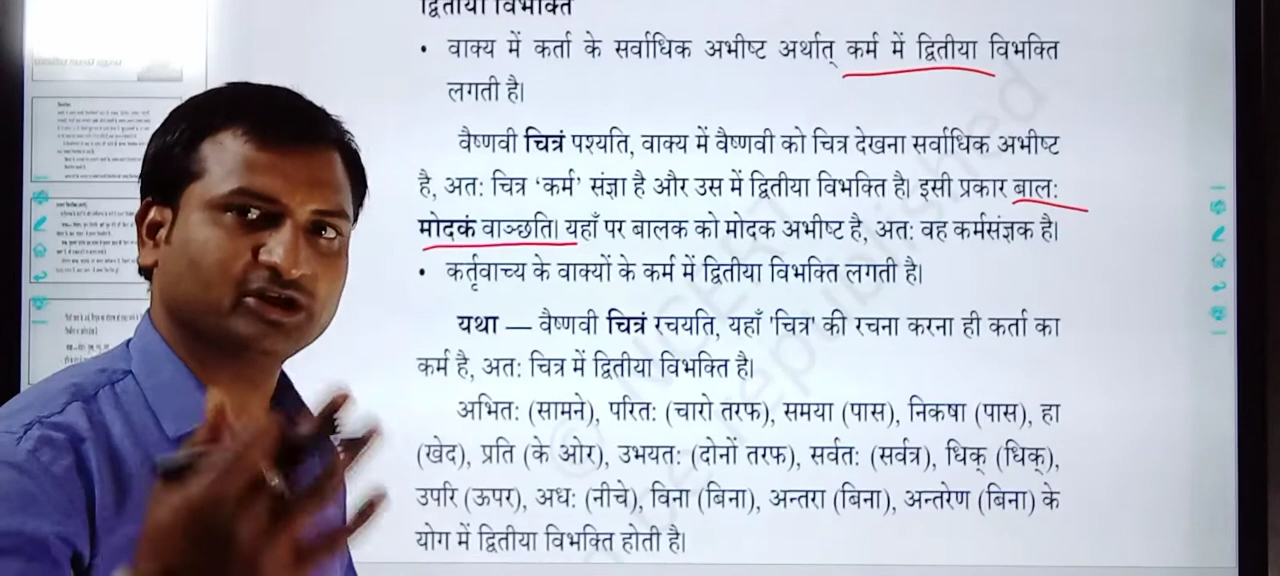 द्वितीया विभक्ति
• वाक्य में कर्ता के सर्वाधिक अभीष्ट अर्थात् कर्म में द्वितीया विभक्ति
लगती है।
वैष्णवी चित्रं पश्यति, वाक्य में वैष्णवी को चित्र देखना सर्वाधिक अभीष्ट
है, अत: चित्र ‘कर्म’ संज्ञा है और उस में द्वितीया विभक्ति है। इसी प्रकार बाल:
मोदकं वाञ्छति। यहाँ पर बालक को मोदक अभीष्ट है, अत: वह कर्मसंज्ञक है।
• कर्तृवाच्य के वाक्यों के कर्म में द्वितीया विभक्ति लगती है।
यथा — वैष्णवी चित्रं रचयति, यहाँ 'चित्र' की रचना करना ही कर्ता का
कर्म है, अत: चित्र में द्वितीया विभक्ति है।
अभित: (सामने), परित: (चारो तरफ), समया (पास), निकषा (पास), हा
(खेद), प्रति (के ओर), उभयत: (दोनों तरफ), सर्वत: (सर्वत्र), धिक् (धिक्),
उपरि (ऊपर), अध: (नीचे), विना (बिना), अन्तरा (बिना), अन्तरेण (बिना) के
योग में द्वितीया विभक्ति होती है।